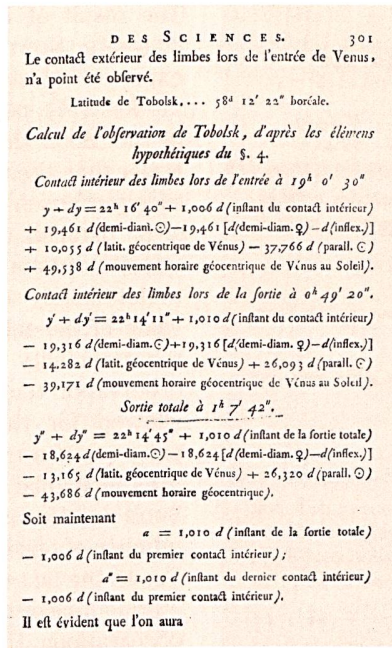 DES SCIENCES. 301
Le contact extérieur des limbes lors de l'entrée de Venus,
n'a point été obſervé.
Latitude de Tobolsk,... 58ᵈ 12' 22" boréale.
Calcul de l'obſervation de Tobolsk, d'après les élémens
hypothétiques du §. 4.
Contact intérieur des limbes lors de l'entrée à 19ʰ 0' 30"
y + dy = 22ʰ 16' 40" + 1,006 d (inſtant du contact intérieur)
+ 19,461 d (demi-diam. ☉) — 19,461 [d (demi-diam. ♀) — d (inflex.)]
+ 10,055 d (latit. géocentrique de Vénus) — 37,766 d (parall. ☉)
+ 49,538 d (mouvement horaire géocentrique de Vénus au Soleil).
Contact intérieur des limbes lors de la ſortie à 0ʰ 49' 20".
y' + dy' = 22ʰ 14' 11" + 1,010 d (inſtant du contact intérieur)
— 19,316 d (demi-diam. ☉) + 19,316 [d (demi-diam. ♀) — d (inflex.)]
— 14,282 d (latit. géocentrique de Vénus) + 26,093 d (parall. ☉)
— 39,171 d (mouvement horaire géocentrique de Vénus au Soleil).
Sortie totale à 1ʰ 7' 42".
y" + dy" = 22ʰ 14' 45" + 1,010 d (inſtant de la ſortie totale)
— 18,624 d (demi-diam. ☉) — 18,624 [d (demi-diam. ♀) — d (inflex.)]
— 13,165 d (latit. géocentrique de Vénus) + 26,320 d (parall. ☉)
— 43,686 d (mouvement horaire géocentrique).
Soit maintenant
a = 1,010 d (inſtant de la ſortie totale)
— 1,006 d (inſtant du premier contact intérieur);
a" = 1,010 d (inſtant du dernier contact intérieur)
— 1,006 d (inſtant du premier contact intérieur).
Il eſt évident que l'on aura